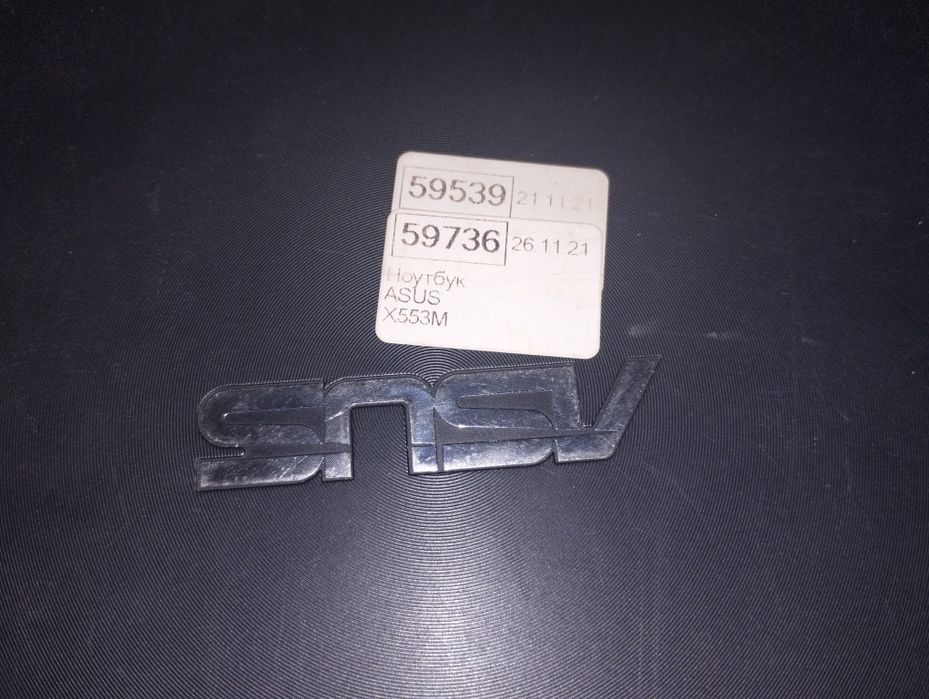 59539 21.11.21
59736 26.11.21
Ноутбук
ASUS
X553M
ASUS